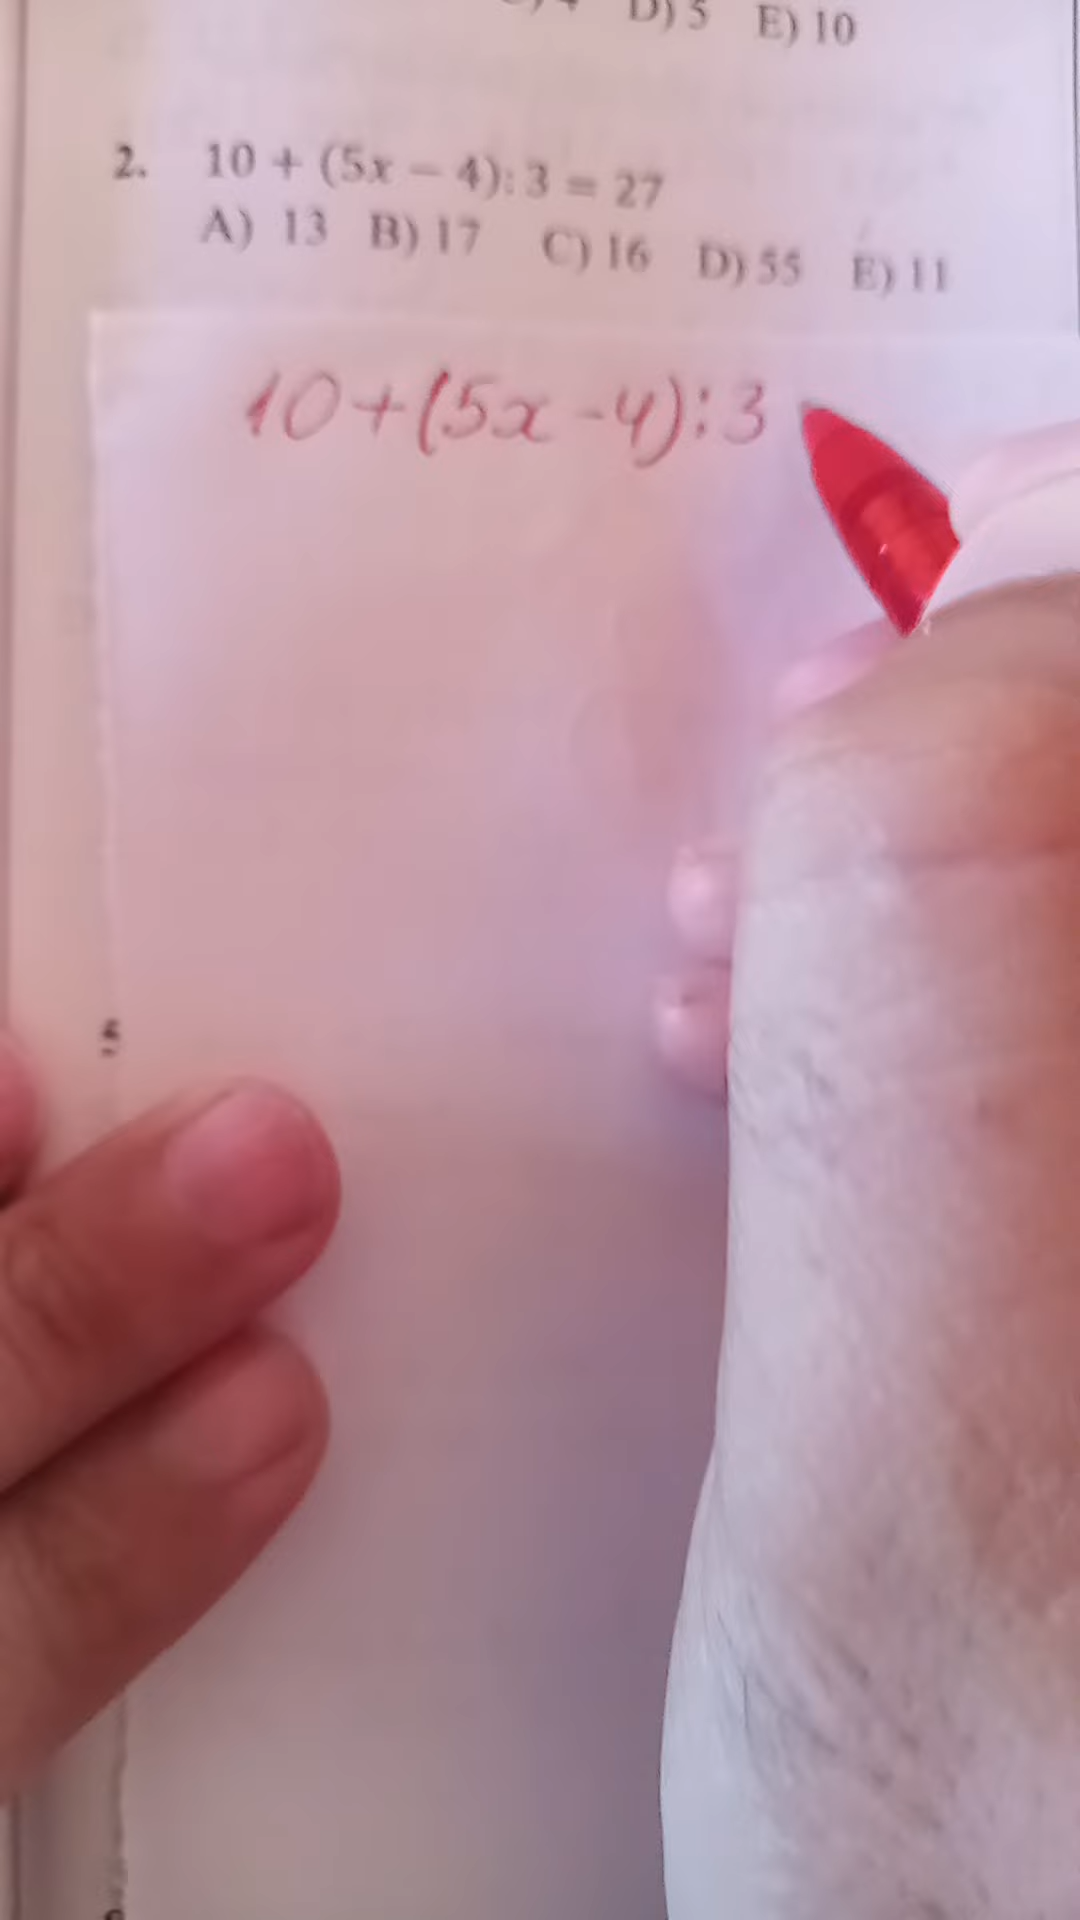 D) 5 E) 10
2. 10 + (5x – 4) : 3 = 27
A) 13 B) 17 C) 16 D) 55 E) 11
10+(5x-4):3